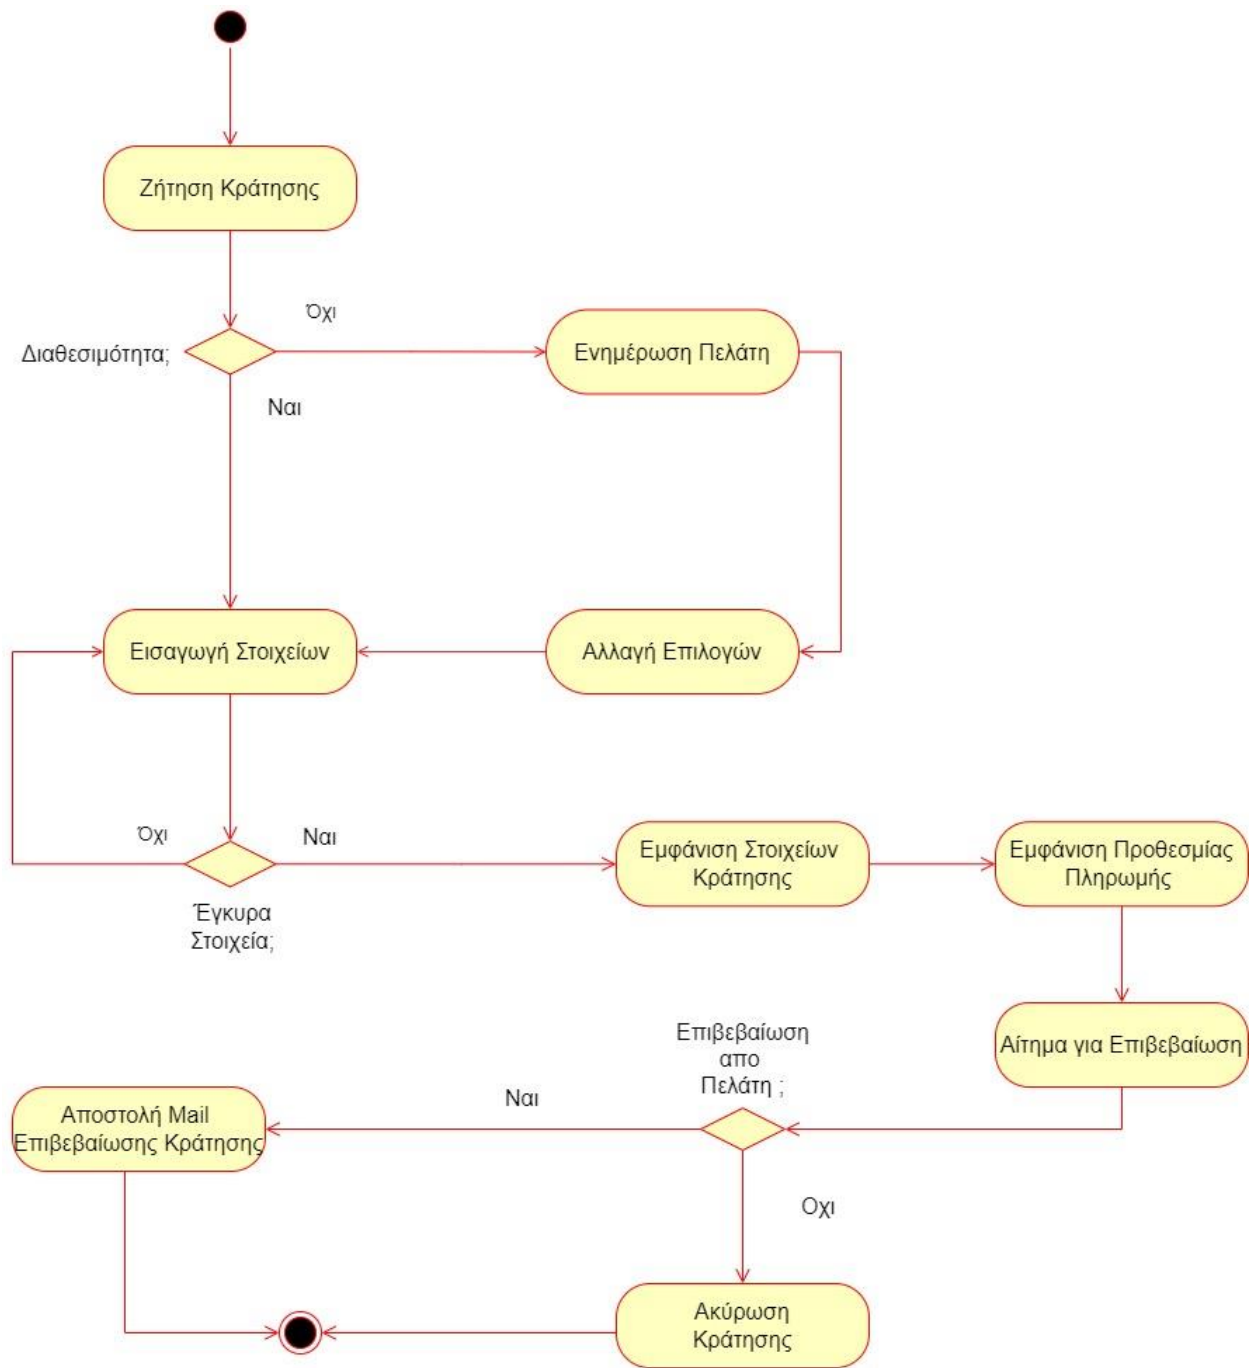 Ζήτηση Κράτησης
Όχι
Διαθεσιμότητα;
Ενημέρωση Πελάτη
Ναι
Εισαγωγή Στοιχείων
Αλλαγή Επιλογών
Όχι
Ναι
Έγκυρα
Στοιχεία;
Εμφάνιση Στοιχείων
Κράτησης
Εμφάνιση Προθεσμίας
Πληρωμής
Αίτημα για Επιβεβαίωση
Επιβεβαίωση
απο
Πελάτη ;
Ναι
Αποστολή Mail
Επιβεβαίωσης Κράτησης
Οχι
Ακύρωση
Κράτησης